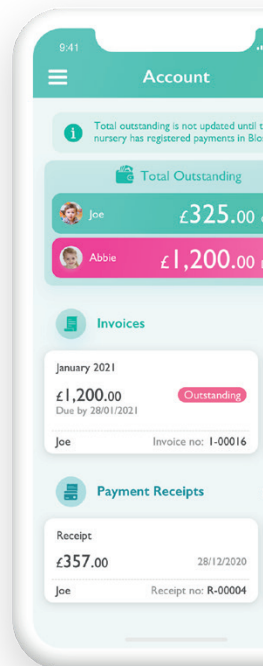 9:41
Account
Total outstanding is not updated until
nursery has registered payments in
Total Outstanding
Joe £325.00
Abbie £1,200.00
Invoices
January 2021
£1,200.00 Outstanding
Due by 28/01/2021
Joe Invoice no: 1-00016
Payment Receipts
Receipt
£357.00 28/12/2020
Joe Receipt no: R-00004